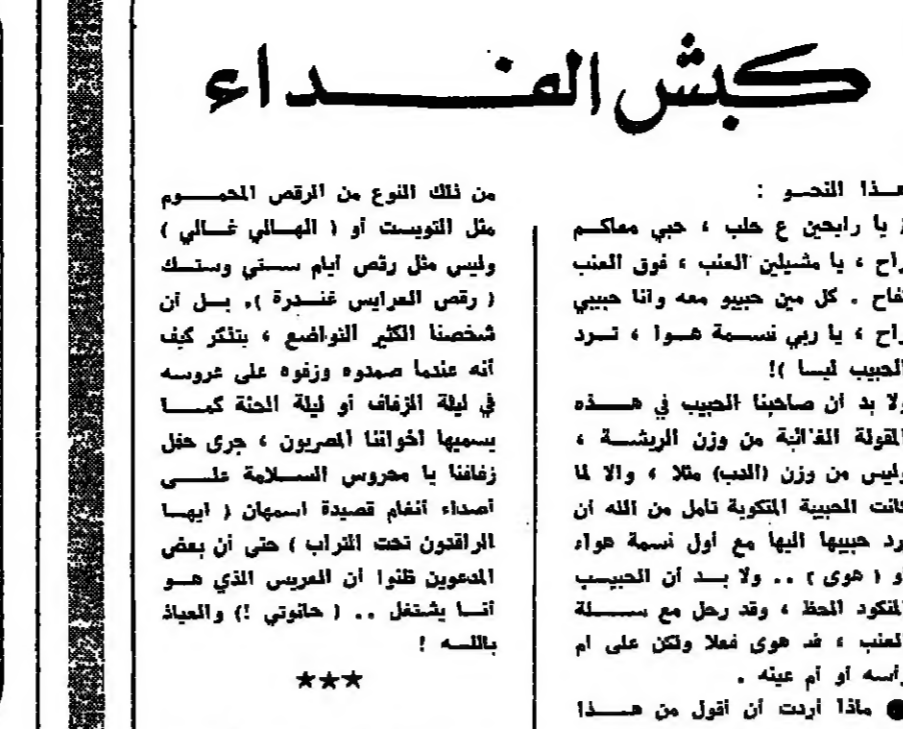 كبش الفداء
هذا النحو :
يا رايحين ع حلب ، حبي معاكم
راح ، يا مشيلين العنب ، فوق العنب
تفاح . كل مين حبيبو معه وانا حبيبي
راح ، يا ربي نسمة هوا ، ترد
الحبيب ليا )!
ولا بد أن صاحبنا الحبيب في هذه
المقولة الغنائية من وزن الريشة ،
وليس من وزن (الدب) مثلا ، والا لما
كانت الحبيبة المنكوبة تأمل من الله أن
يرد حبيبها اليها مع أول نسمة هواء
أو ( هوى ) .. ولا بد أن الحبيب
المنكود الحظ ، وقد رحل مع سلة
العنب ، قد هوى فعلا ولكن على ام
رأسه أو أم عينه .
● ماذا أردت أن أقول من هذا
من ذلك النوع من الرقص المحموم
مثل التويست أو ( الهالي غالي )
وليس مثل رقص أيام ستي وستك
( رقص العرايس غندرة ). بل أن
شخصنا الكثير التواضع ، يتذكر كيف
أنه عندما صمدوه وزفوه على عروسه
في ليلة الزفاف أو ليلة الحنة كما
يسميها أخواننا المصريون ، جرى حفل
زفافنا يا محروس السلامة على
أصداء أنغام قصيدة اسمهان ( ايها
الراقدون تحت التراب ) حتى أن بعض
المدعوين ظنوا ان العريس الذي هو
أنا يشتغل .. ( حانوتي !) والعياذ
بالله !
★★★